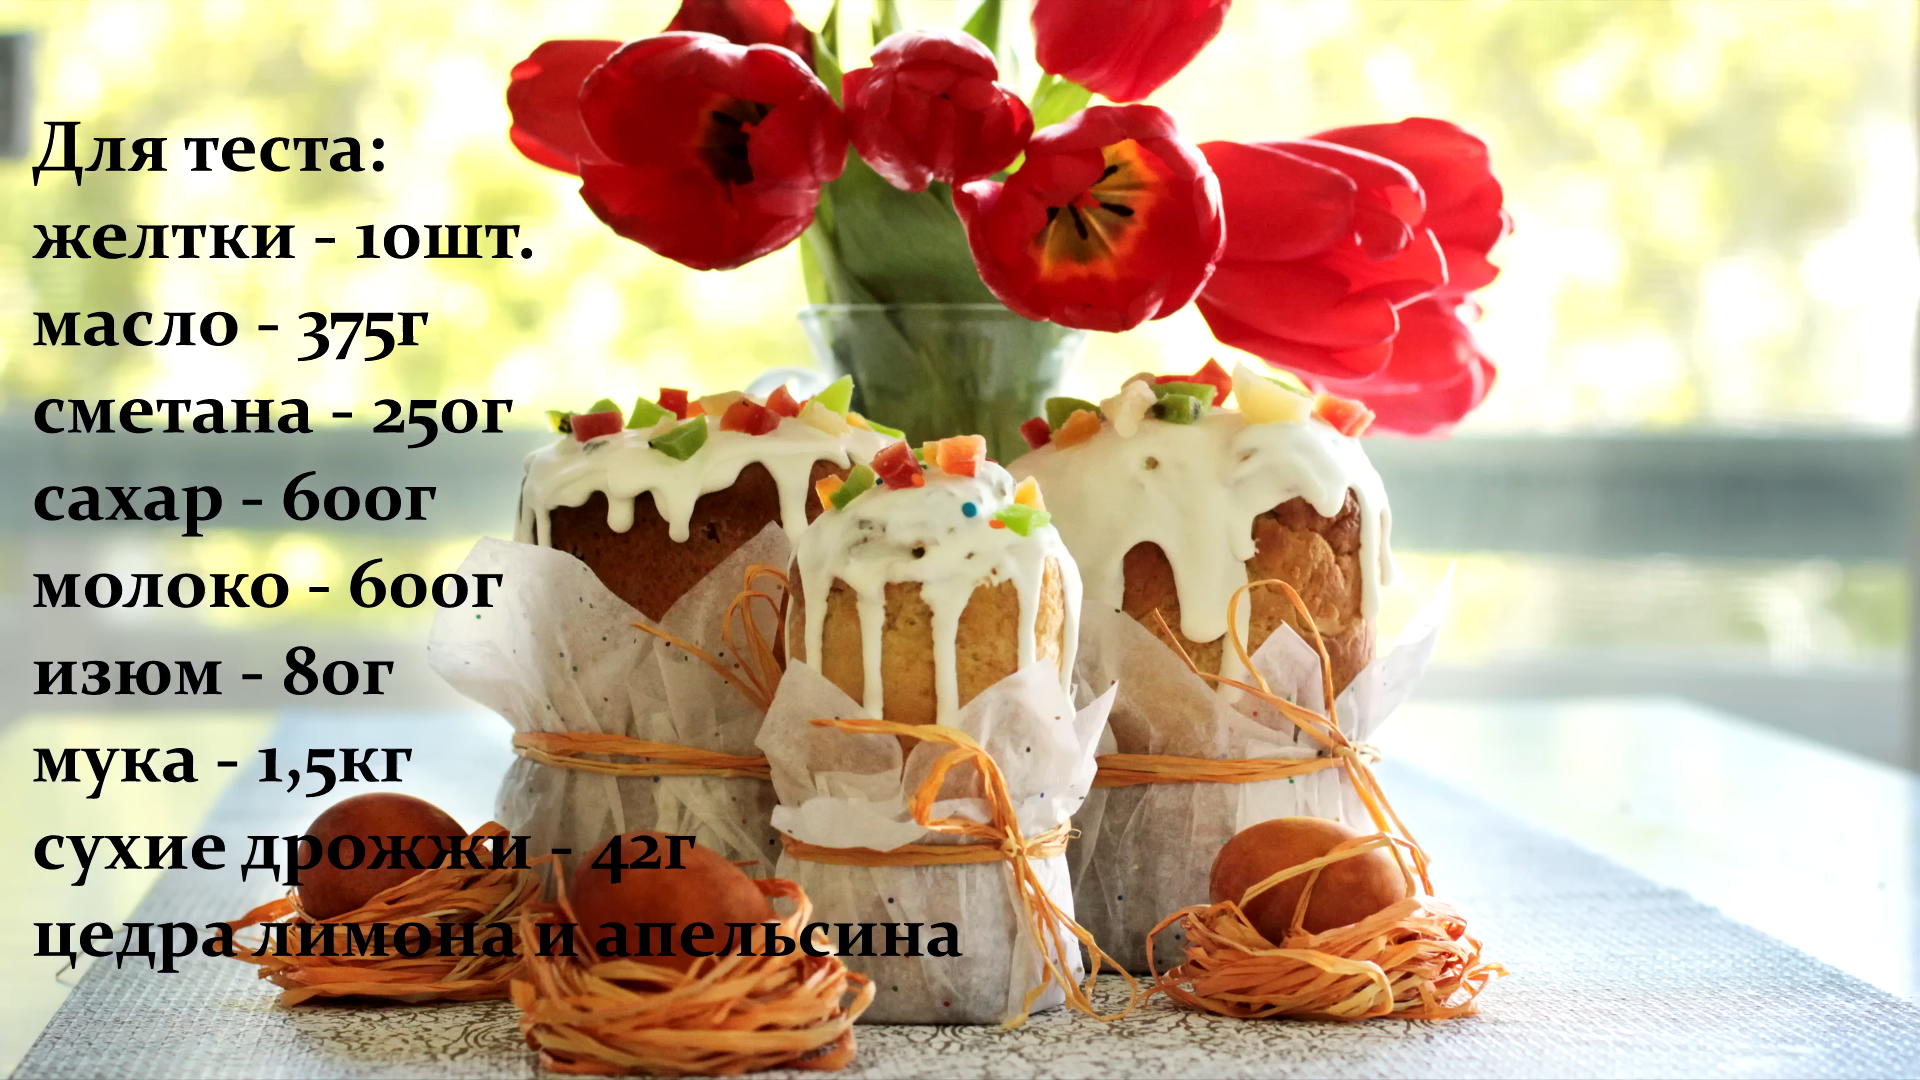 Для теста:
желтки - 10шт.
масло - 375г
сметана - 250г
сахар - 600г
молоко - 600г
изюм - 80г
мука - 1,5кг
сухие дрожжи - 42г
цедра лимона и апельсина